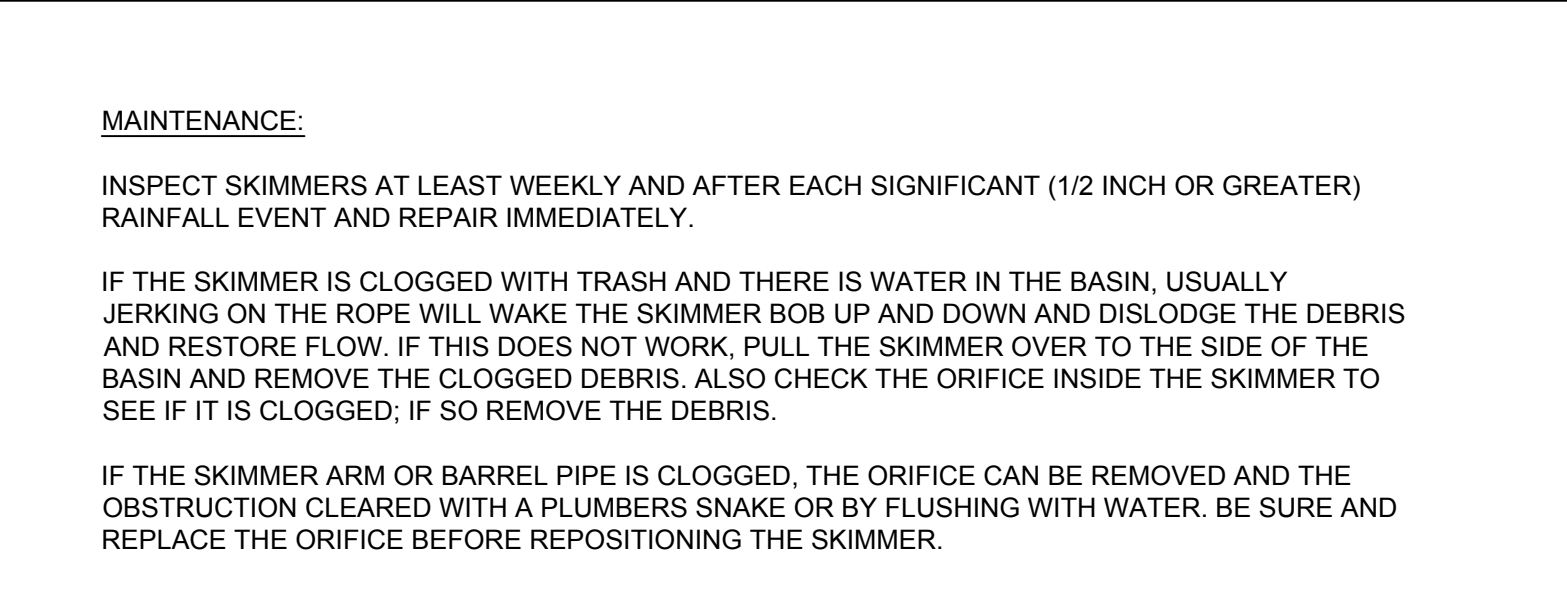 MAINTENANCE:
INSPECT SKIMMERS AT LEAST WEEKLY AND AFTER EACH SIGNIFICANT (1/2 INCH OR GREATER)
RAINFALL EVENT AND REPAIR IMMEDIATELY.
IF THE SKIMMER IS CLOGGED WITH TRASH AND THERE IS WATER IN THE BASIN, USUALLY
JERKING ON THE ROPE WILL WAKE THE SKIMMER BOB UP AND DOWN AND DISLODGE THE DEBRIS
AND RESTORE FLOW. IF THIS DOES NOT WORK, PULL THE SKIMMER OVER TO THE SIDE OF THE
BASIN AND REMOVE THE CLOGGED DEBRIS. ALSO CHECK THE ORIFICE INSIDE THE SKIMMER TO
SEE IF IT IS CLOGGED; IF SO REMOVE THE DEBRIS.
IF THE SKIMMER ARM OR BARREL PIPE IS CLOGGED, THE ORIFICE CAN BE REMOVED AND THE
OBSTRUCTION CLEARED WITH A PLUMBERS SNAKE OR BY FLUSHING WITH WATER. BE SURE AND
REPLACE THE ORIFICE BEFORE REPOSITIONING THE SKIMMER.